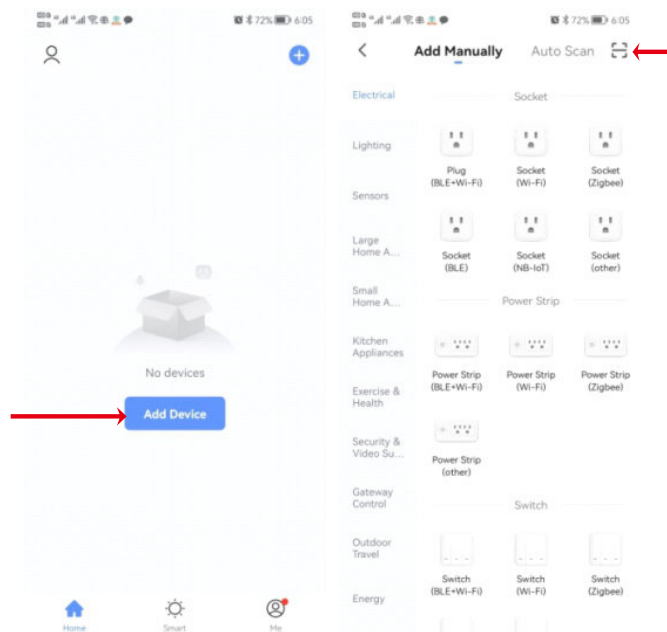 72% 6:05
No devices
Add Device
Home
Smart
Me
72% 6:05
Add Manually
Auto Scan
Electrical
Lighting
Sensors
Large
Home A...
Small
Home A...
Kitchen
Appliances
Exercise &
Health
Security &
Video Su...
Gateway
Control
Outdoor
Travel
Energy
Socket
Plug
(BLE+Wi-Fi)
Socket
(Wi-Fi)
Socket
(Zigbee)
Socket
(BLE)
Socket
(NB-IoT)
Socket
(other)
Power Strip
Power Strip
(BLE+Wi-Fi)
Power Strip
(Wi-Fi)
Power Strip
(Zigbee)
Power Strip
(other)
Switch
Switch
(BLE+Wi-Fi)
Switch
(Wi-Fi)
Switch
(Zigbee)